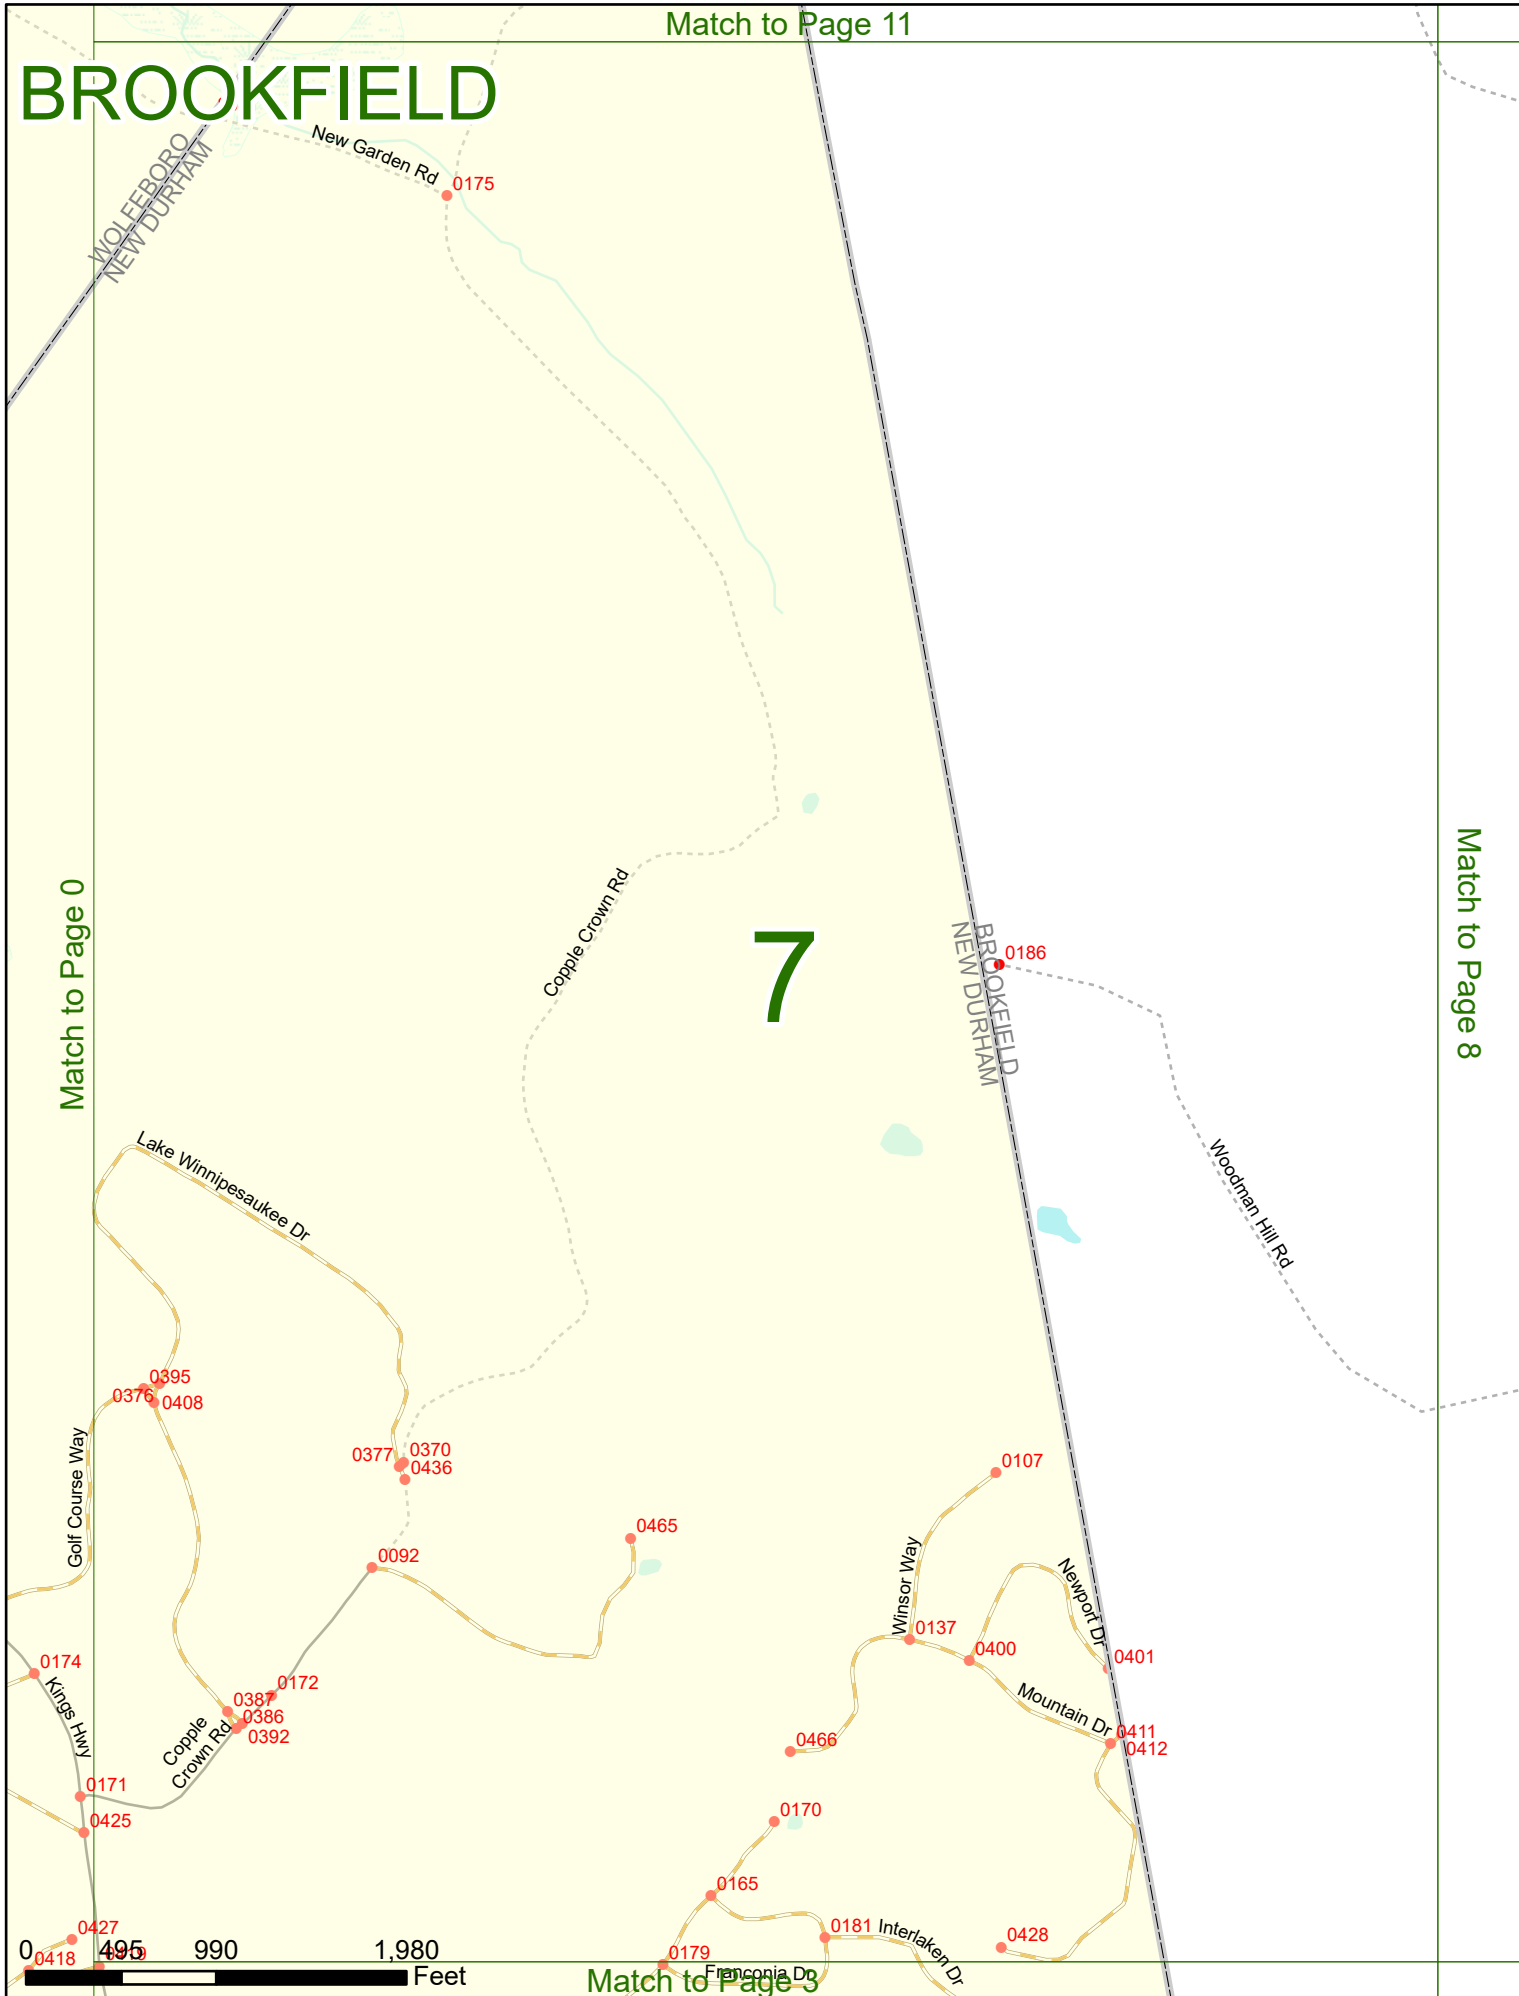 Match to Page 11
BROOKFIELD
WOLFEBORO
NEW DURHAM
New Garden Rd
0175
Copple Crown Rd
7
Match to Page 0
Match to Page 8
BROOKFIELD
NEW DURHAM
0186
Woodman Hill Rd
Lake Winnipesaukee Dr
0395
0376
0408
Golf Course Way
0377
0370
0436
0107
0465
0092
Winsor Way
Newport Dr
0137
0400
0401
0174
Kings Hwy
0172
0387
0386
0392
Copple
Crown Rd
Mountain Dr
0411
0412
0466
0171
0425
0170
0165
0427
0181
Interlaken Dr
0428
0418
0179
Franconia Dr
0 495 990 1,980
Feet
Match to Page 3